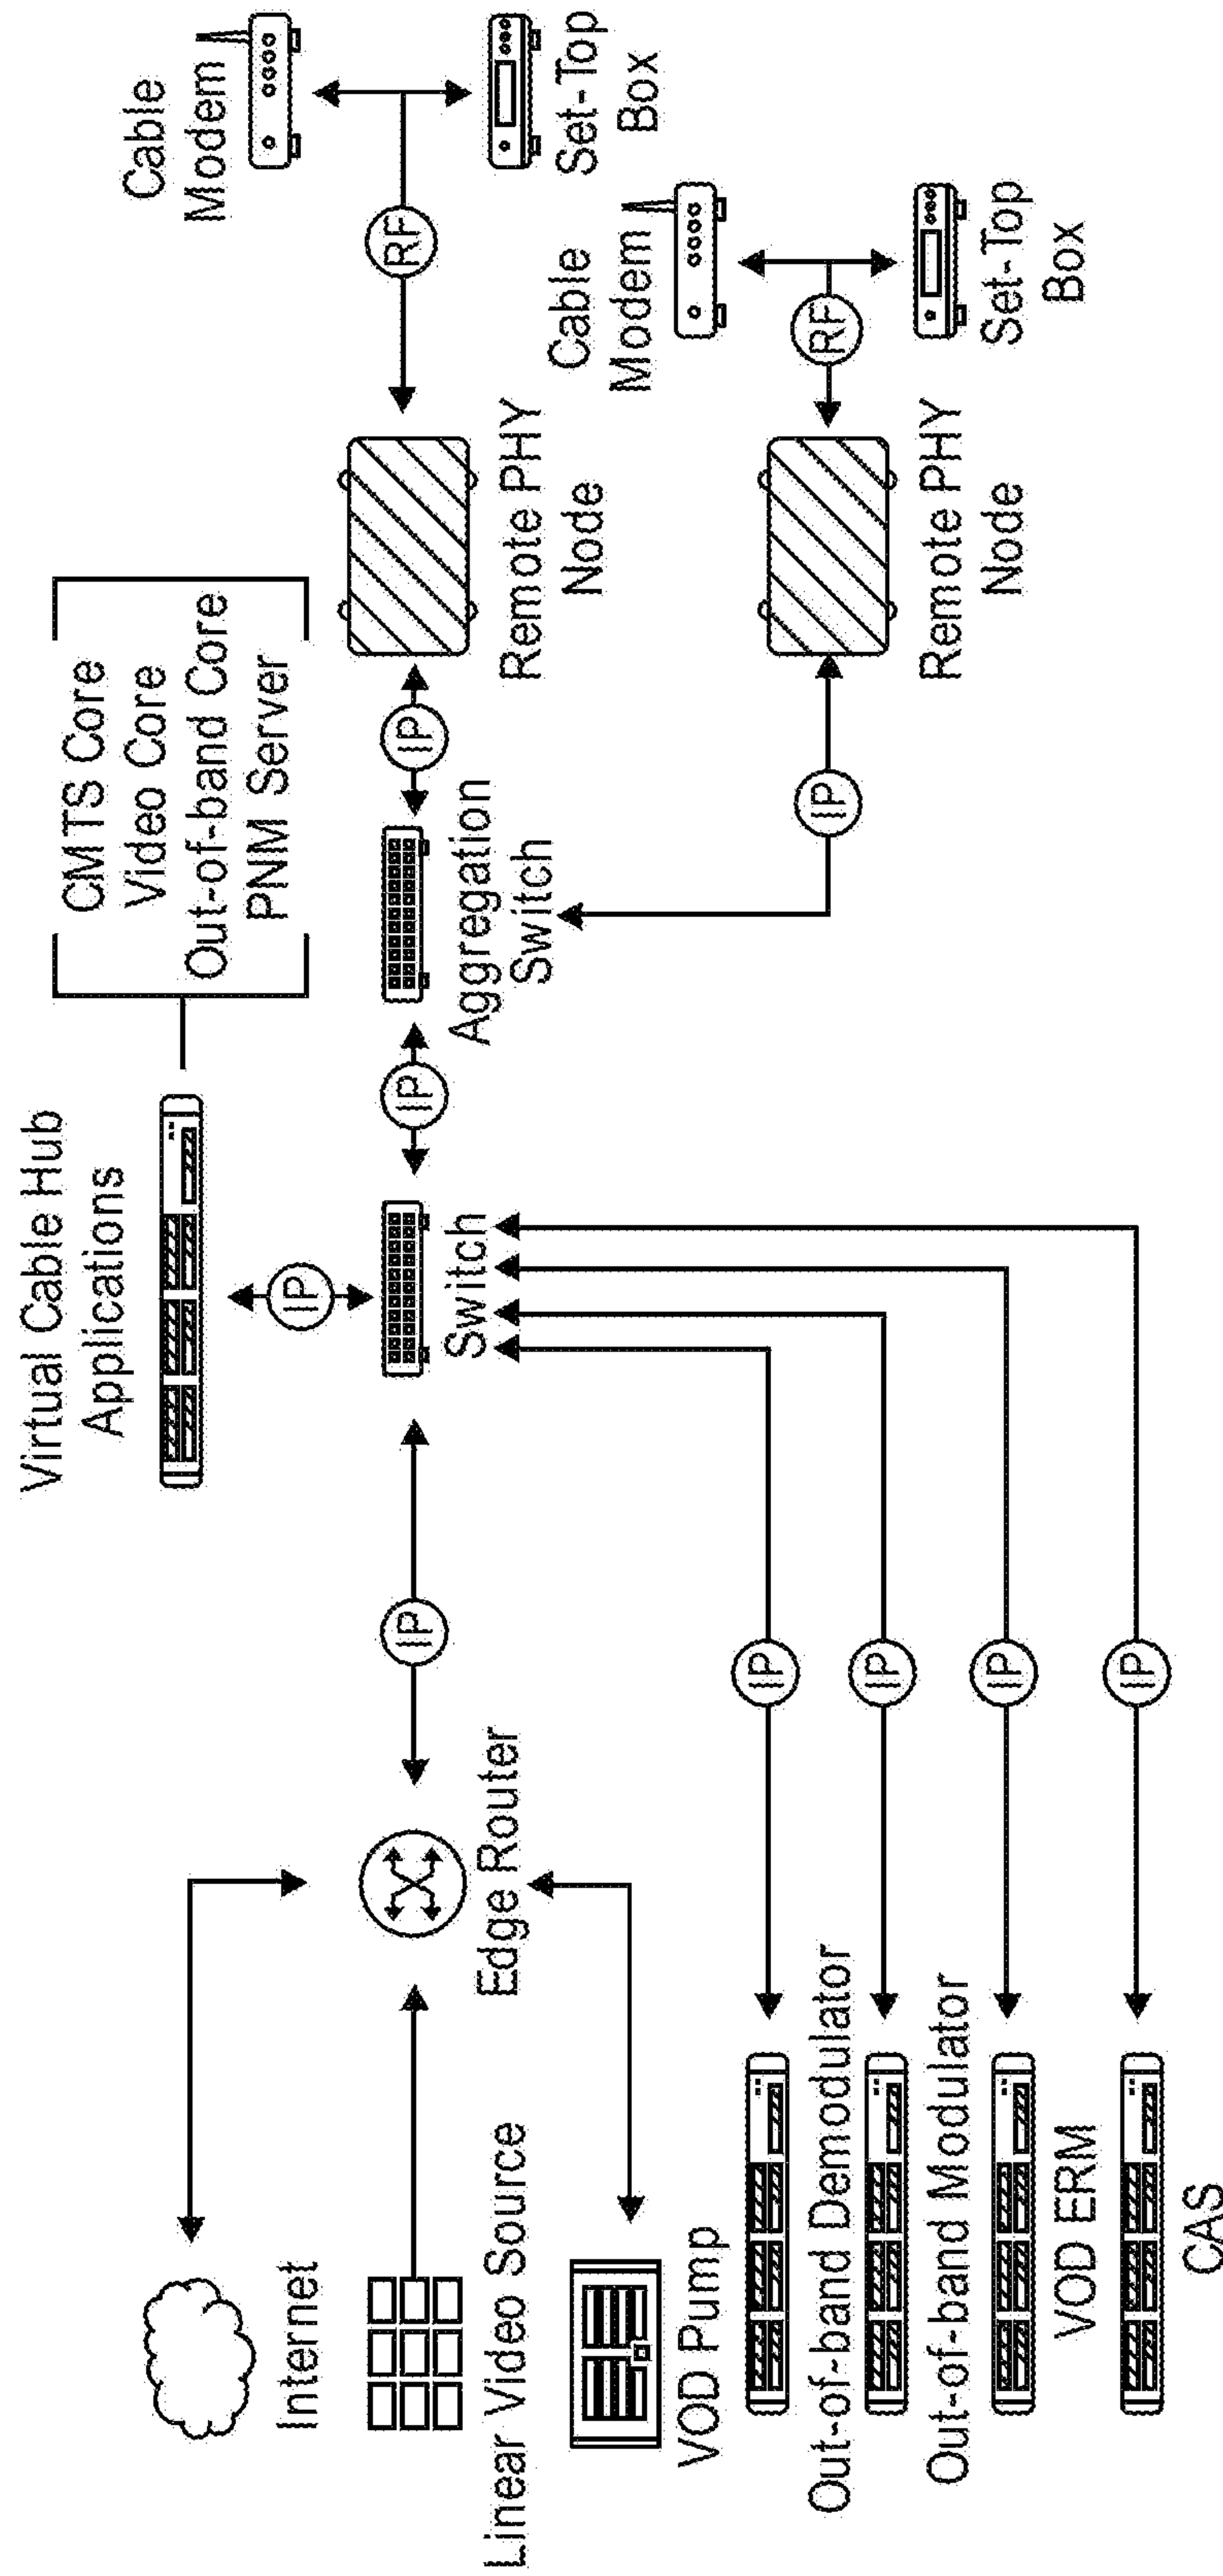 Virtual Cable Hub
Applications
CMTS Core
Video Core
Out-of-band Core
PNM Server
Cable
Modem
Internet
IP
RF
Set-Top
Box
Linear Video Source
Edge Router
IP
Switch
IP
Aggregation
Switch
IP
Remote PHY
Node
Cable
Modem
VOD Pump
IP
RF
Set-Top
Box
Remote PHY
Node
IP
Out-of-band Demodulator
IP
Out-of-band Modulator
IP
VOD ERM
IP
CAS